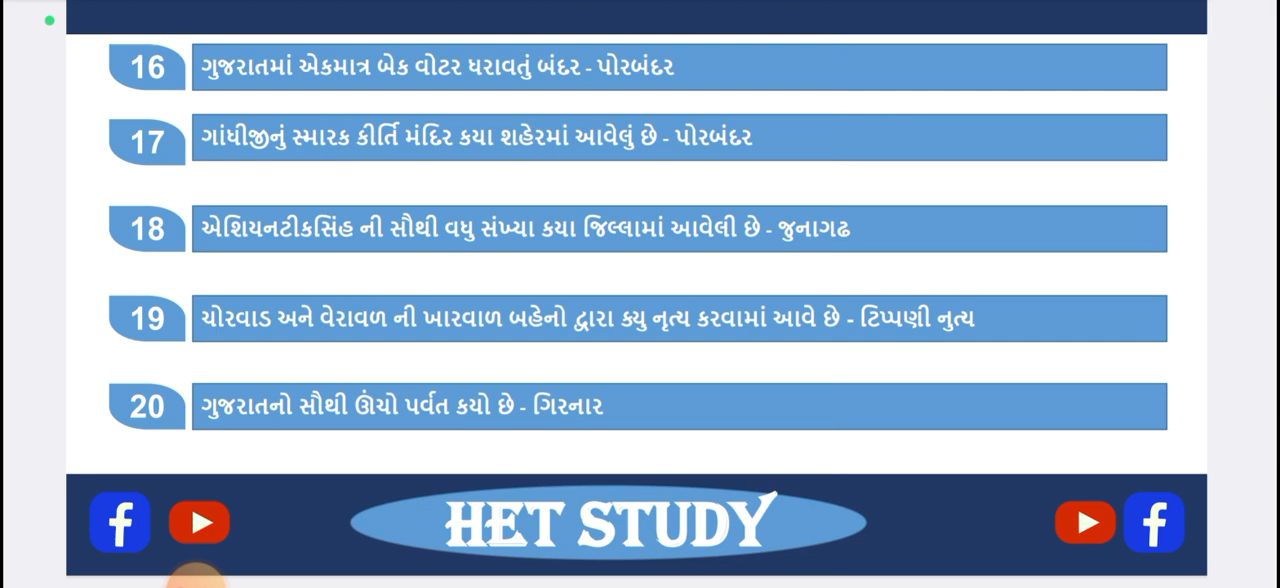 16 ગુજરાતમાં એકમાત્ર બેક વોટર ધરાવતું બંદર - પોરબંદર
17 ગાંધીજીનું સ્મારક કીર્તિ મંદિર કયા શહેરમાં આવેલું છે - પોરબંદર
18 એશિયનટીકસિંહ ની સૌથી વધુ સંખ્યા કયા જિલ્લામાં આવેલી છે - જુનાગઢ
19 ચોરવાડ અને વેરાવળ ની ખારવાળ બહેનો દ્વારા ક્યુ નૃત્ય કરવામાં આવે છે - ટિપ્પણી નુત્ય
20 ગુજરાતનો સૌથી ઊંચો પર્વત કયો છે - ગિરનાર
HET STUDY